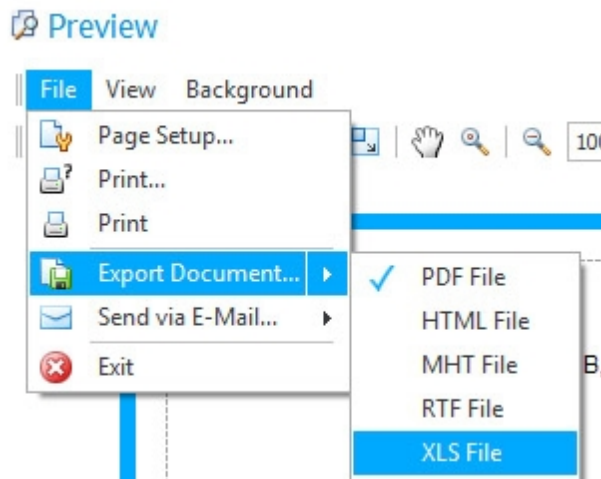 Preview
File View Background
Page Setup...
Print...
Print
Export Document...
Send via E-Mail...
Exit
PDF File
HTML File
MHT File
RTF File
XLS File
100
B,